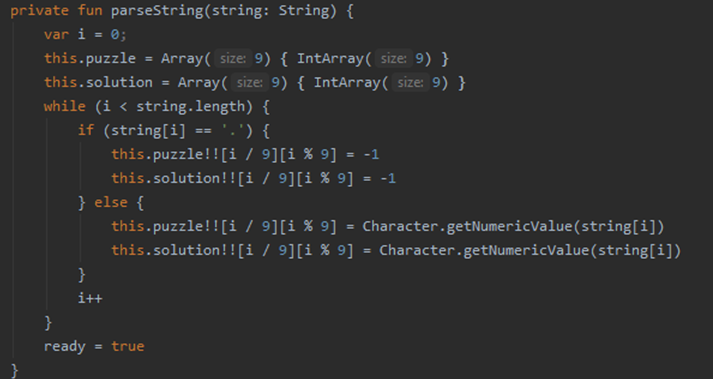 private fun parseString(string: String) {
    var i = 0;
    this.puzzle = Array( size: 9) { IntArray( size: 9) }
    this.solution = Array( size: 9) { IntArray( size: 9) }
    while (i < string.length) {
        if (string[i] == '.') {
            this.puzzle!![i / 9][i % 9] = -1
            this.solution!![i / 9][i % 9] = -1
        } else {
            this.puzzle!![i / 9][i % 9] = Character.getNumericValue(string[i])
            this.solution!![i / 9][i % 9] = Character.getNumericValue(string[i])
        }
        i++
    }
    ready = true
}